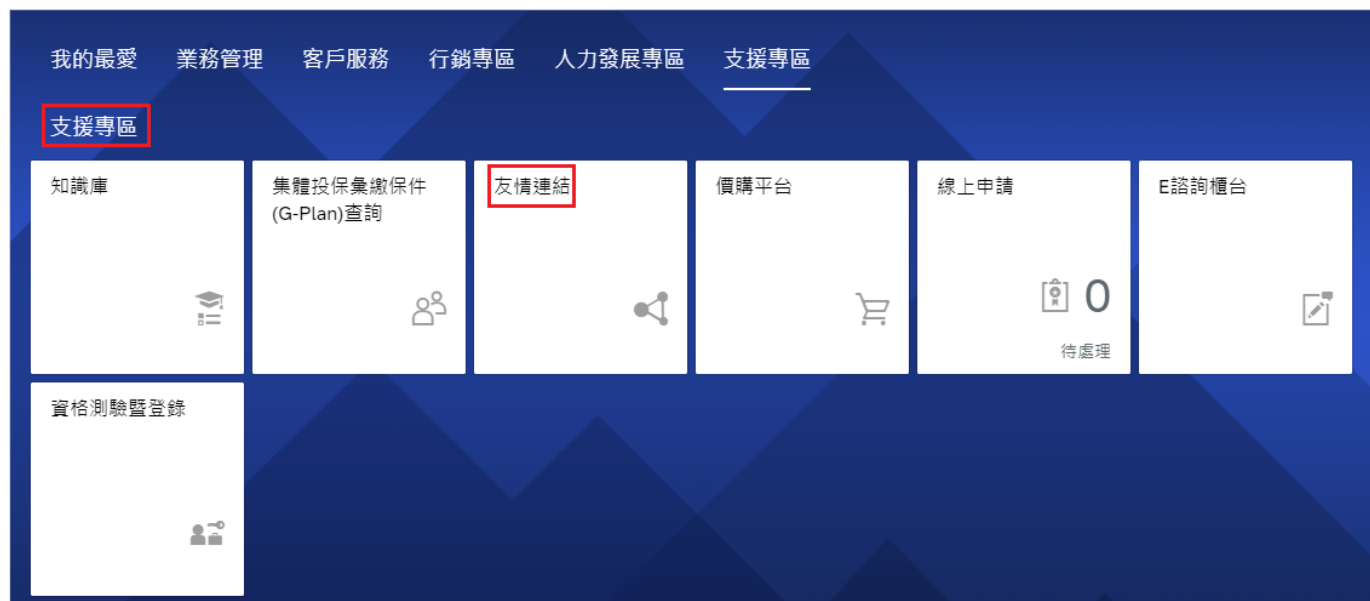 我的最愛 業務管理 客戶服務 行銷專區 人力發展專區 支援專區
支援專區
知識庫
集體投保彙繳保件
(G-Plan)查詢
友情連結
價購平台
線上申請
0
待處理
E諮詢櫃台
資格測驗暨登錄